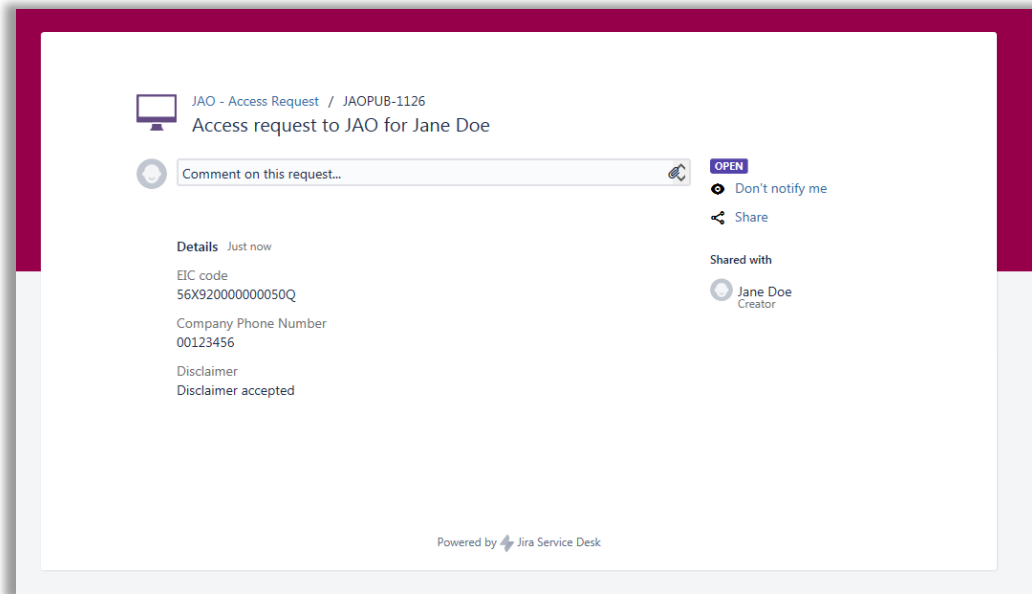 JAO - Access Request / JAOPUB-1126
Access request to JAO for Jane Doe
Comment on this request...
OPEN
Don't notify me
Share
Details Just now
EIC code
56X920000000050Q
Company Phone Number
00123456
Disclaimer
Disclaimer accepted
Shared with
Jane Doe
Creator
Powered by Jira Service Desk